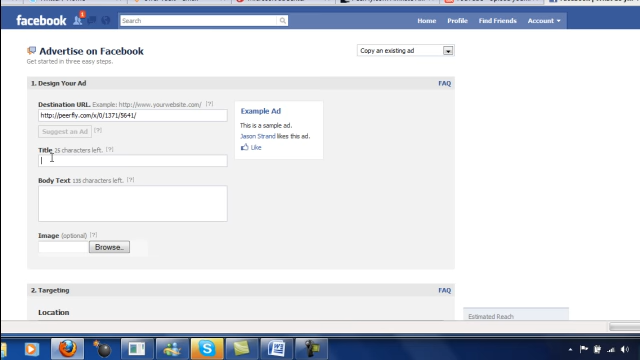 facebook
Search
Home Profile Find Friends Account
Advertise on Facebook
Get started in three easy steps.
Copy an existing ad
1. Design Your Ad
FAQ
Destination URL. Example: http://www.yourwebsite.com/ [?]
http://peerfly.com/x/0/1371/5641/
Suggest an Ad [?]
Title 25 characters left. [?]
Body Text 135 characters left. [?]
Image (optional) [?]
Browse..
Example Ad
This is a sample ad.
Jason Strand likes this ad.
Like
2. Targeting
FAQ
Location
Estimated Reach